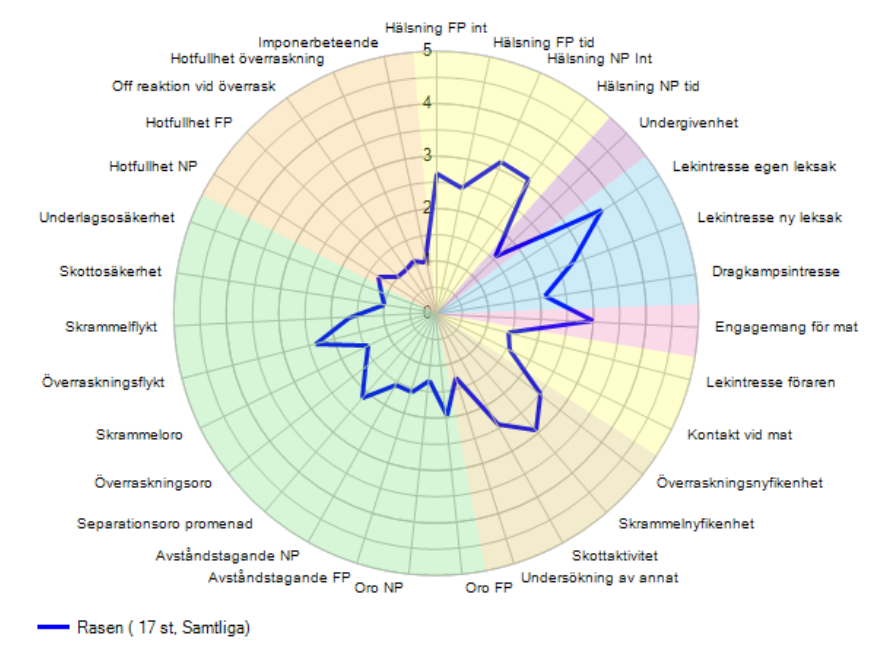 Hälsning FP int
Hälsning FP tid
Hälsning NP Int
Hälsning NP tid
Undergivenhet
Lekintresse egen leksak
Lekintresse ny leksak
Dragkampsintresse
Engagemang för mat
Lekintresse föraren
Kontakt vid mat
Överraskningsnyfikenhet
Skrammelnyfikenhet
Skottaktivitet
Undersökning av annat
Oro FP
Oro NP
Avståndstagande FP
Avståndstagande NP
Separationsoro promenad
Överraskningsoro
Skrammeloro
Överraskningsflykt
Skrammelflykt
Skottosäkerhet
Underlagsosäkerhet
Hotfullhet NP
Hotfullhet FP
Off reaktion vid överrask
Hotfullhet överraskning
Imponerbeteende
5
4
3
2
0
Rasen ( 17 st, Samtliga)